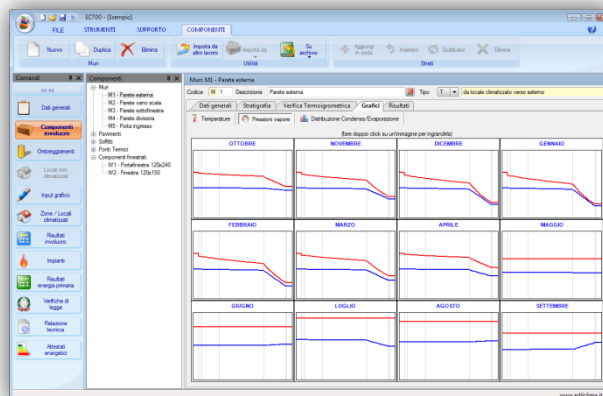 EC700 - [Esempio]
FILE STRUMENTI SUPPORTO COMPONENTI
Nuovo Duplica Elimina Importa da altro lavoro Importa da Su archivio Aggiungi in coda Inserisci Sostituisci Elimina
Muri Utilità Strati
Comandi Componenti Muri: M1 - Parete esterna
Codice M 1 Descrizione Parete esterna Tipo T da locale climatizzato verso esterno
Dati generali Stratigrafia Verifica Termoigrometrica Grafici Risultati
Temperature Pressioni vapore Distribuzione Condensa/Evaporazione
(fare doppio click su un'immagine per ingrandirla)
Dati generali
Componenti involucro
Ombreggiamenti
Locali non climatizzati
Input grafico
Zone / Locali climatizzati
Risultati involucro
Impianti
Risultati energia primaria
Verifiche di legge
Relazione tecnica
Attestati energetici
Muri
M1 - Parete esterna
M2 - Parete verso scala
M3 - Parete sottofinestra
M4 - Parete divisoria
M5 - Porta ingresso
Pavimenti
Soffitti
Ponti Termici
Componenti finestrati
W1 - Portafinestra 120x240
W2 - Finestra 120x150
OTTOBRE NOVEMBRE DICEMBRE GENNAIO
FEBBRAIO MARZO APRILE MAGGIO
GIUGNO LUGLIO AGOSTO SETTEMBRE
www.edilclima.it